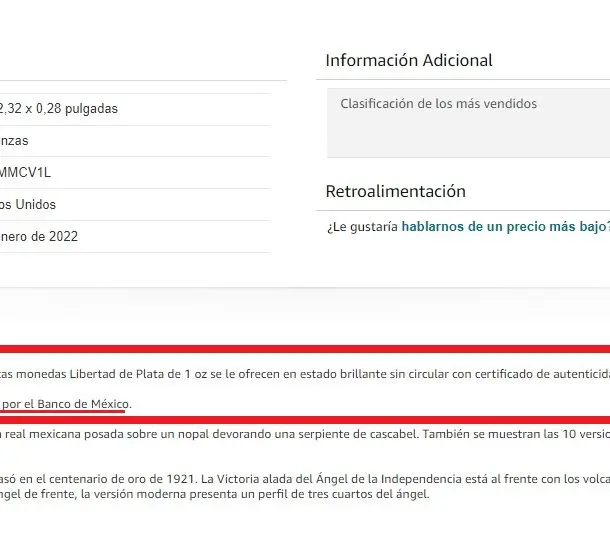 Información Adicional
2,32 x 0,28 pulgadas
Clasificación de los más vendidos
nzas
MMCV1L
Retroalimentación
os Unidos
¿Le gustaría hablarnos de un precio más bajo?
nero de 2022
as monedas Libertad de Plata de 1 oz se le ofrecen en estado brillante sin circular con certificado de autenticida
por el Banco de México.
real mexicana posada sobre un nopal devorando una serpiente de cascabel. También se muestran las 10 versio
asó en el centenario de oro de 1921. La Victoria alada del Ángel de la Independencia está al frente con los volca
ngel de frente, la versión moderna presenta un perfil de tres cuartos del ángel.